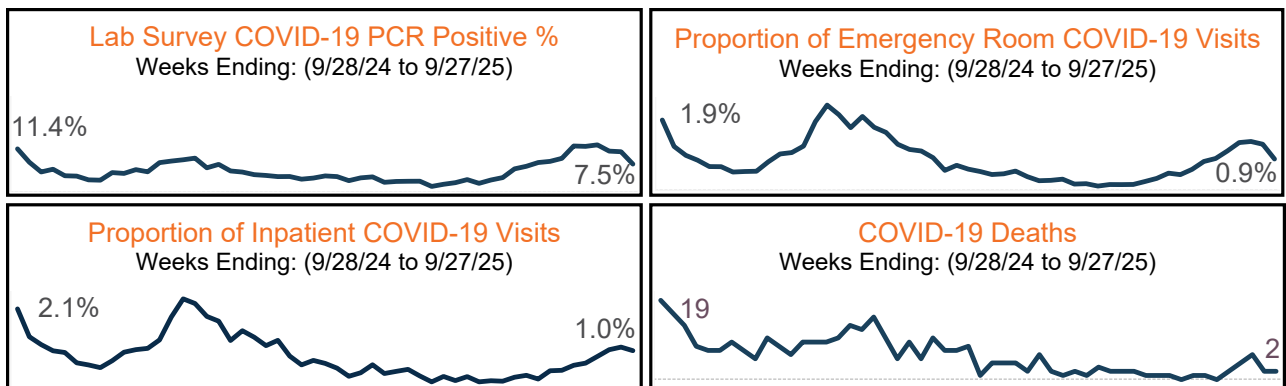 Lab Survey COVID-19 PCR Positive %
Weeks Ending: (9/28/24 to 9/27/25)
11.4%
7.5%
Proportion of Emergency Room COVID-19 Visits
Weeks Ending: (9/28/24 to 9/27/25)
1.9%
0.9%
Proportion of Inpatient COVID-19 Visits
Weeks Ending: (9/28/24 to 9/27/25)
2.1%
1.0%
COVID-19 Deaths
Weeks Ending: (9/28/24 to 9/27/25)
19
2